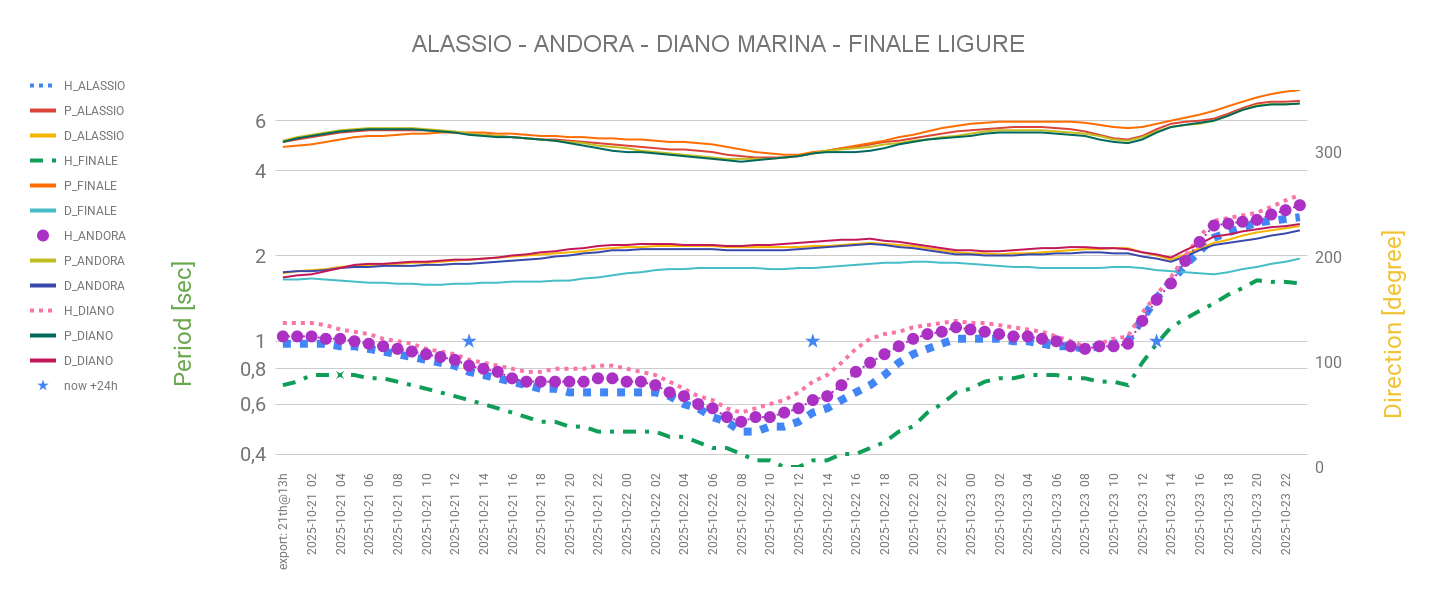 ALASSIO - ANDORA - DIANO MARINA - FINALE LIGURE
H_ALASSIO
P_ALASSIO
D_ALASSIO
H_FINALE
P_FINALE
D_FINALE
H_ANDORA
P_ANDORA
D_ANDORA
H_DIANO
P_DIANO
D_DIANO
now +24h
Period [sec]
6
4
2
1
0,8
0,6
0,4
300
200
100
0
Direction [degree]
export: 21th@13h
2025-10-21 02
2025-10-21 04
2025-10-21 06
2025-10-21 08
2025-10-21 10
2025-10-21 12
2025-10-21 14
2025-10-21 16
2025-10-21 18
2025-10-21 20
2025-10-21 22
2025-10-22 00
2025-10-22 02
2025-10-22 04
2025-10-22 06
2025-10-22 08
2025-10-22 10
2025-10-22 12
2025-10-22 14
2025-10-22 16
2025-10-22 18
2025-10-22 20
2025-10-22 22
2025-10-23 00
2025-10-23 02
2025-10-23 04
2025-10-23 06
2025-10-23 08
2025-10-23 10
2025-10-23 12
2025-10-23 14
2025-10-23 16
2025-10-23 18
2025-10-23 20
2025-10-23 22